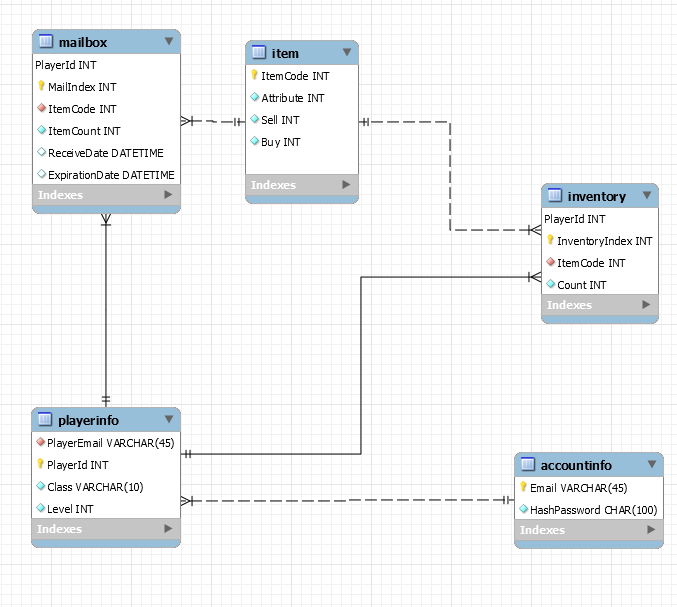 mailbox
PlayerId INT
MailIndex INT
ItemCode INT
ItemCount INT
ReceiveDate DATETIME
ExpirationDate DATETIME
Indexes
item
ItemCode INT
Attribute INT
Sell INT
Buy INT
Indexes
inventory
PlayerId INT
InventoryIndex INT
ItemCode INT
Count INT
Indexes
playerinfo
PlayerEmail VARCHAR(45)
PlayerId INT
Class VARCHAR(10)
Level INT
Indexes
accountinfo
Email VARCHAR(45)
HashPassword CHAR(100)
Indexes